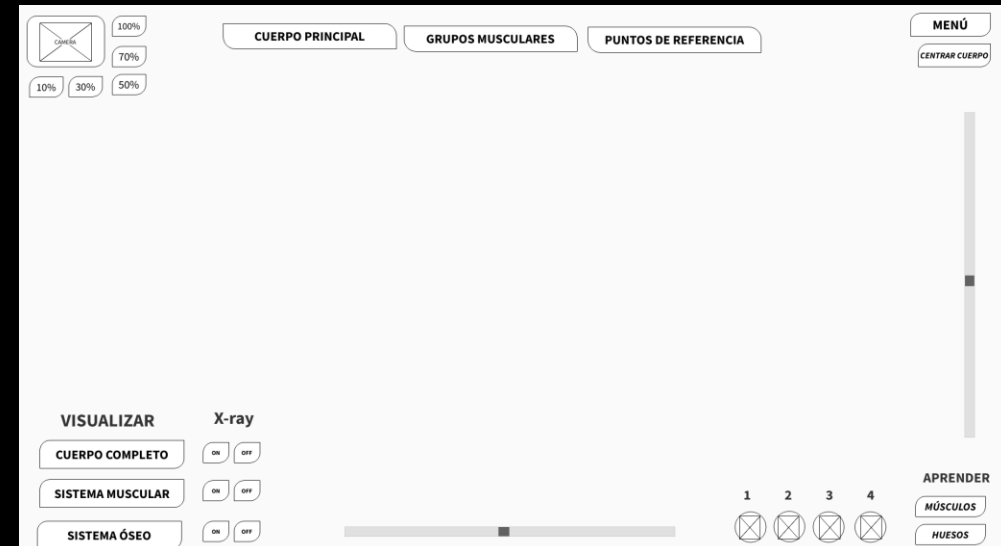 CAMERA
100%
70%
10%
30%
50%
CUERPO PRINCIPAL
GRUPOS MUSCULARES
PUNTOS DE REFERENCIA
MENÚ
CENTRAR CUERPO
VISUALIZAR
X-ray
CUERPO COMPLETO
ON
OFF
SISTEMA MUSCULAR
ON
OFF
SISTEMA ÓSEO
ON
OFF
1
2
3
4
APRENDER
MÚSCULOS
HUESOS